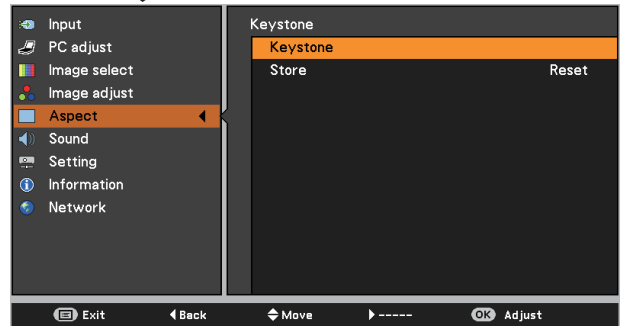 Input
PC adjust
Image select
Image adjust
Aspect
Sound
Setting
Information
Network
Keystone
Keystone
Store Reset
Exit Back Move ----- OK Adjust